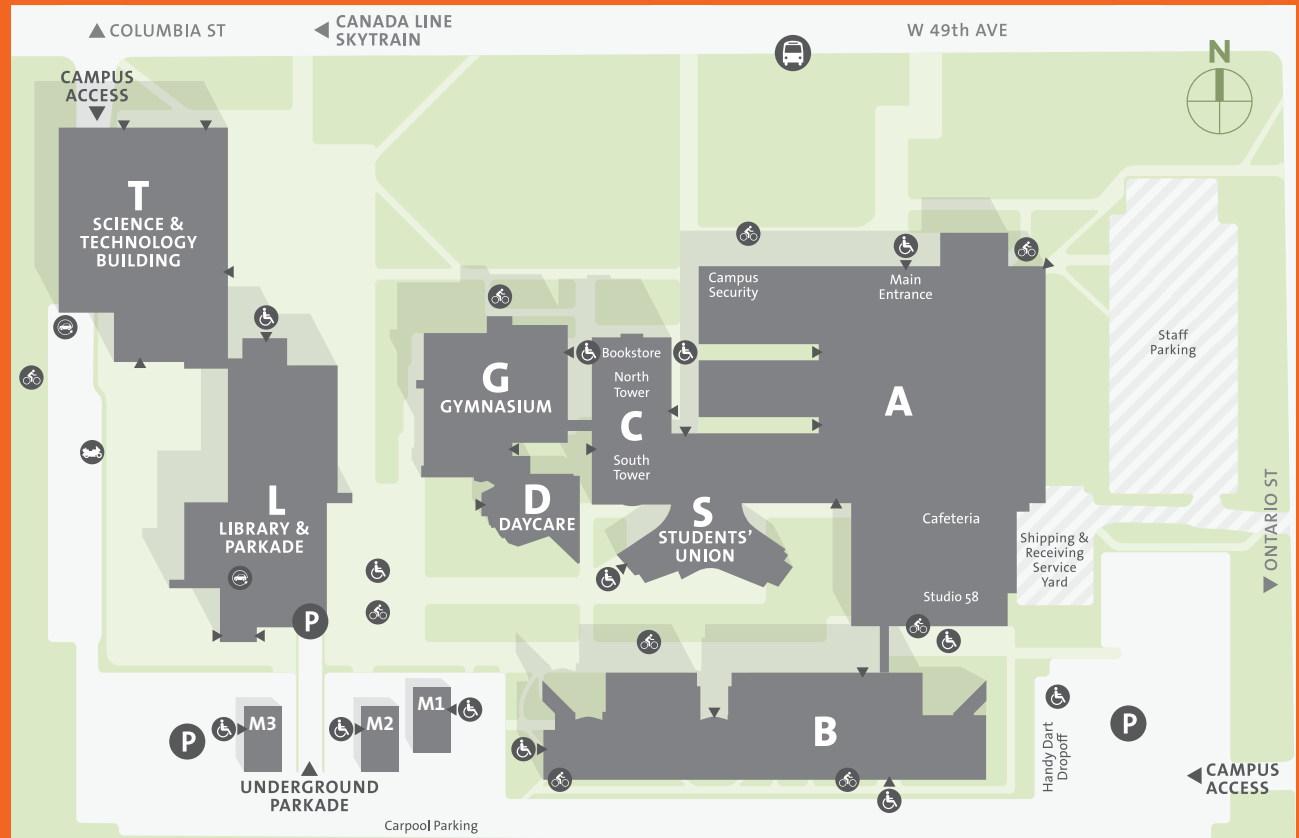 COLUMBIA ST
CANADA LINE
SKYTRAIN
W 49th AVE
N
CAMPUS
ACCESS
T
SCIENCE &
TECHNOLOGY
BUILDING
Campus
Security
Main
Entrance
Staff
Parking
G
GYMNASIUM
Bookstore
North
Tower
C
South
Tower
A
D
DAYCARE
S
STUDENTS'
UNION
L
LIBRARY &
PARKADE
Cafeteria
Studio 58
Shipping &
Receiving
Service
Yard
ONTARIO ST
P
M3
M2
M1
P
B
Handy Dart
Dropoff
P
UNDERGROUND
PARKADE
CAMPUS
ACCESS
Carpool Parking